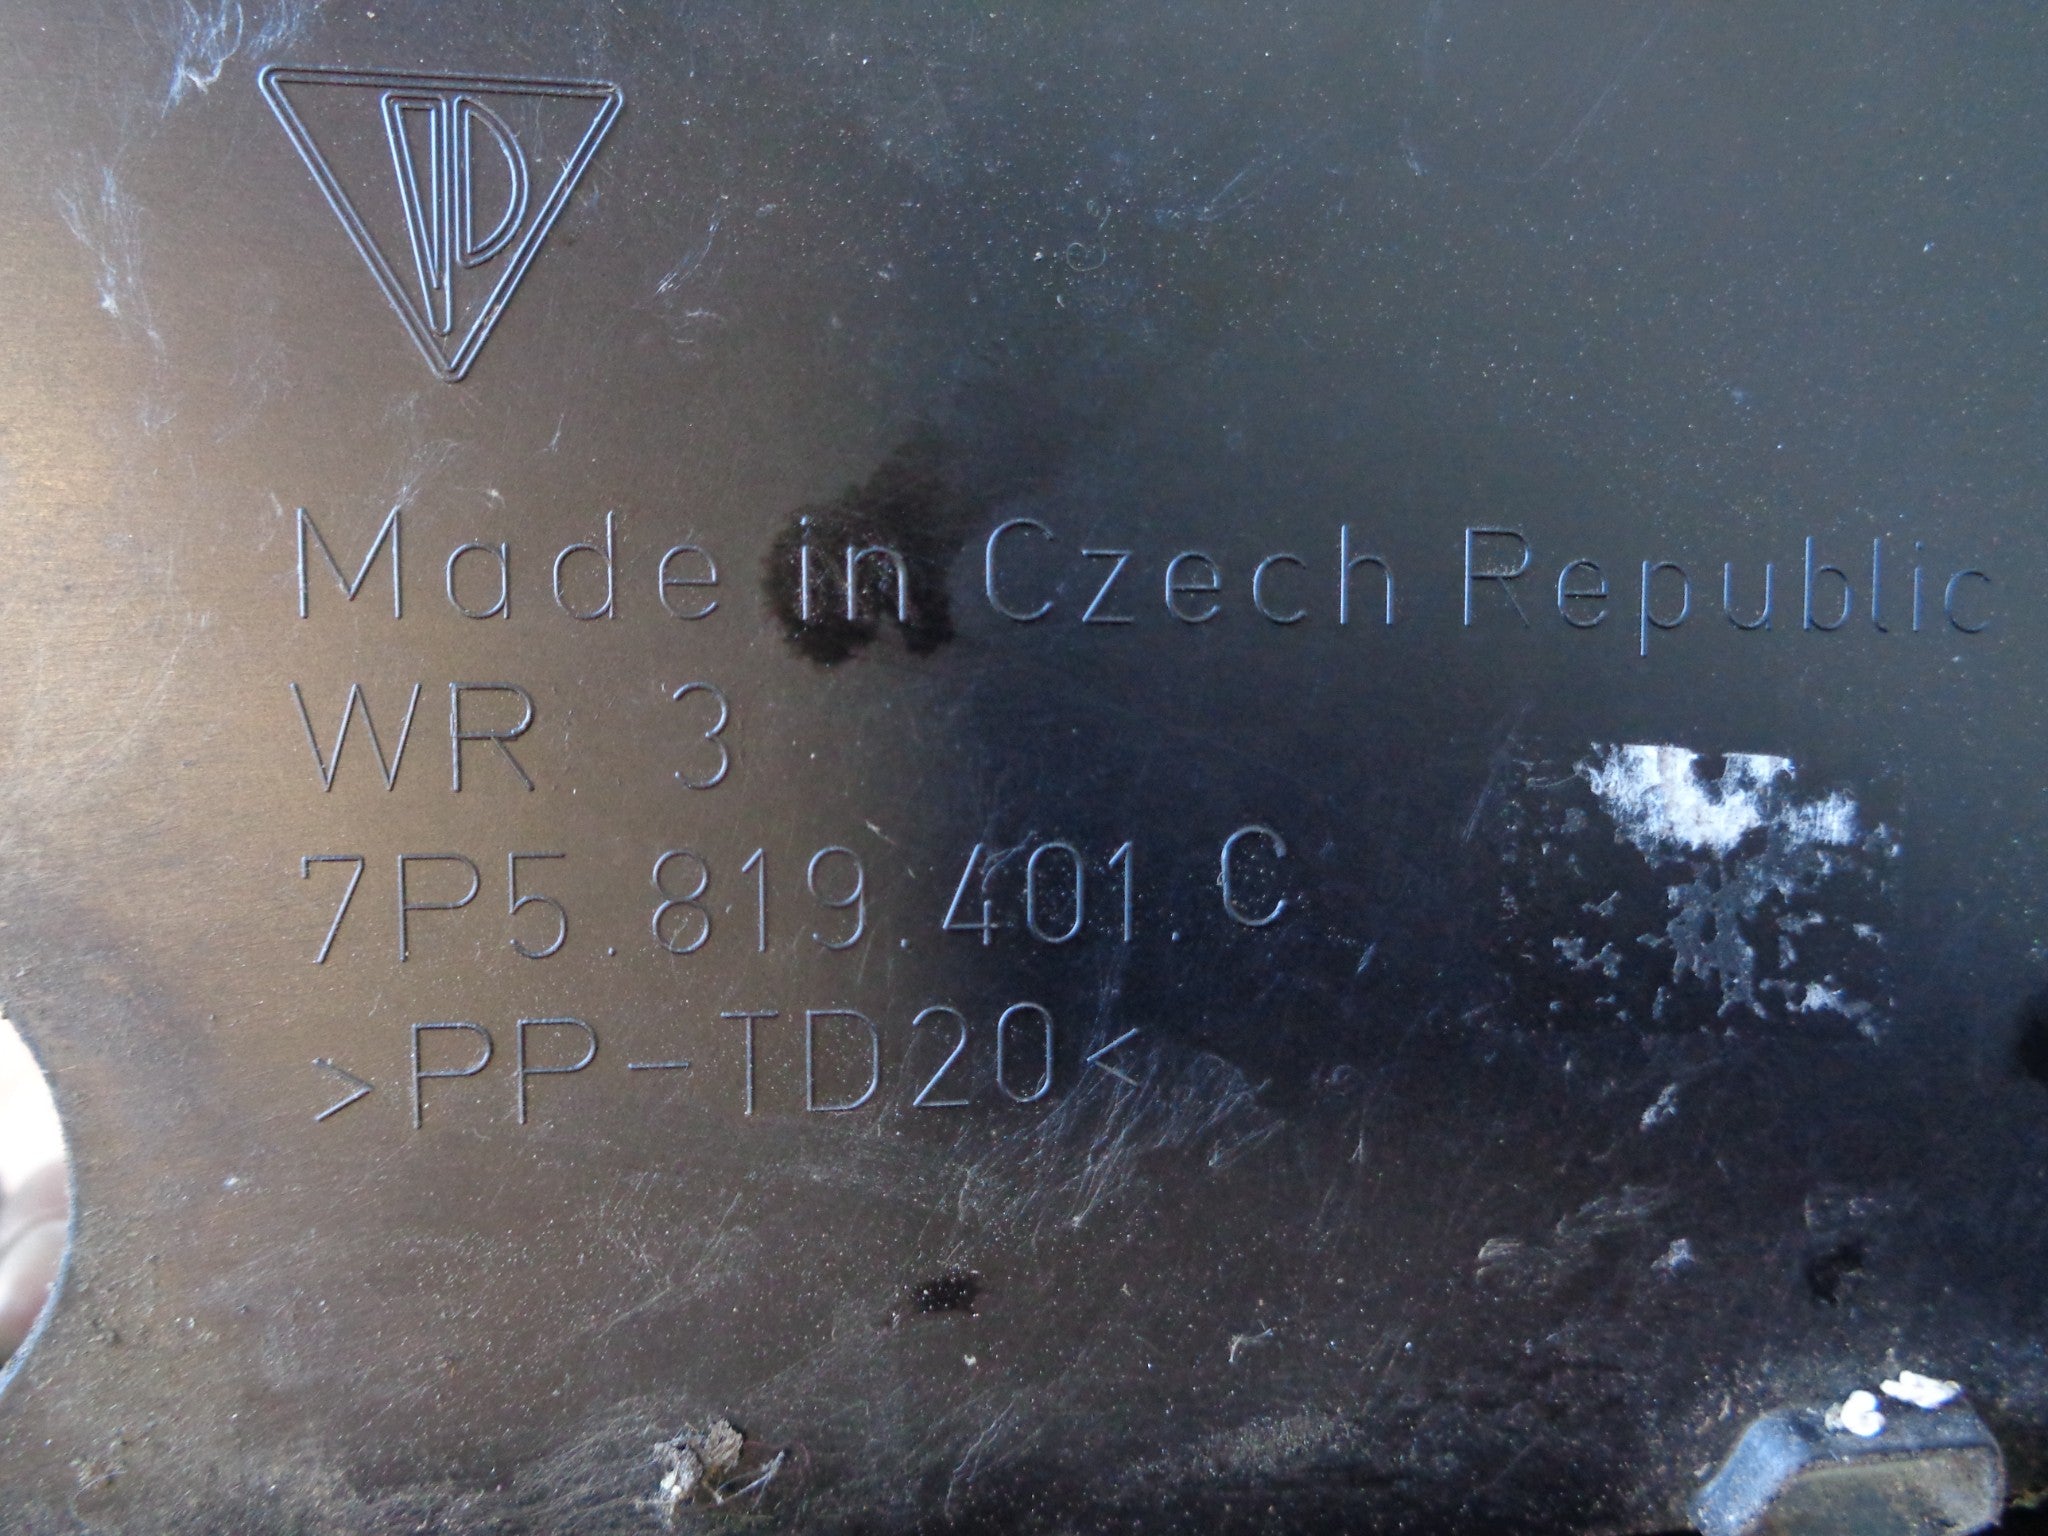 Made in Czech Republic
WR 3
7P5.819.401.C
>PP-TD20<